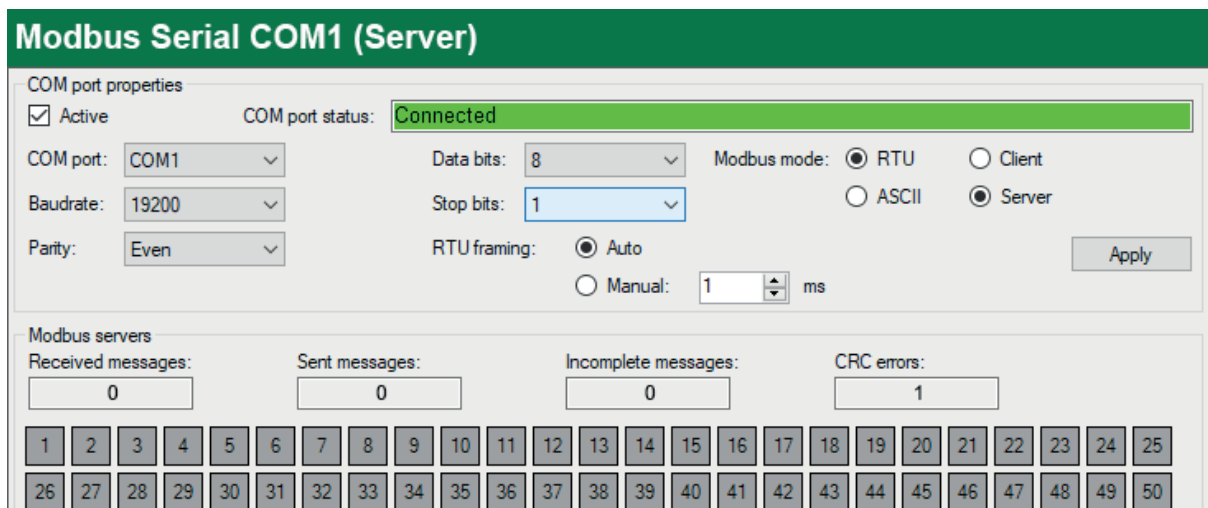 Modbus Serial COM1 (Server)
COM port properties
Active COM port status: Connected
COM port: COM1 Data bits: 8 Modbus mode: RTU Client
Baudrate: 19200 Stop bits: 1 ASCII Server
Parity: Even RTU framing: Auto Apply
Manual: 1 ms
Modbus servers
Received messages: Sent messages: Incomplete messages: CRC errors:
0 0 0 1
1 2 3 4 5 6 7 8 9 10 11 12 13 14 15 16 17 18 19 20 21 22 23 24 25
26 27 28 29 30 31 32 33 34 35 36 37 38 39 40 41 42 43 44 45 46 47 48 49 50